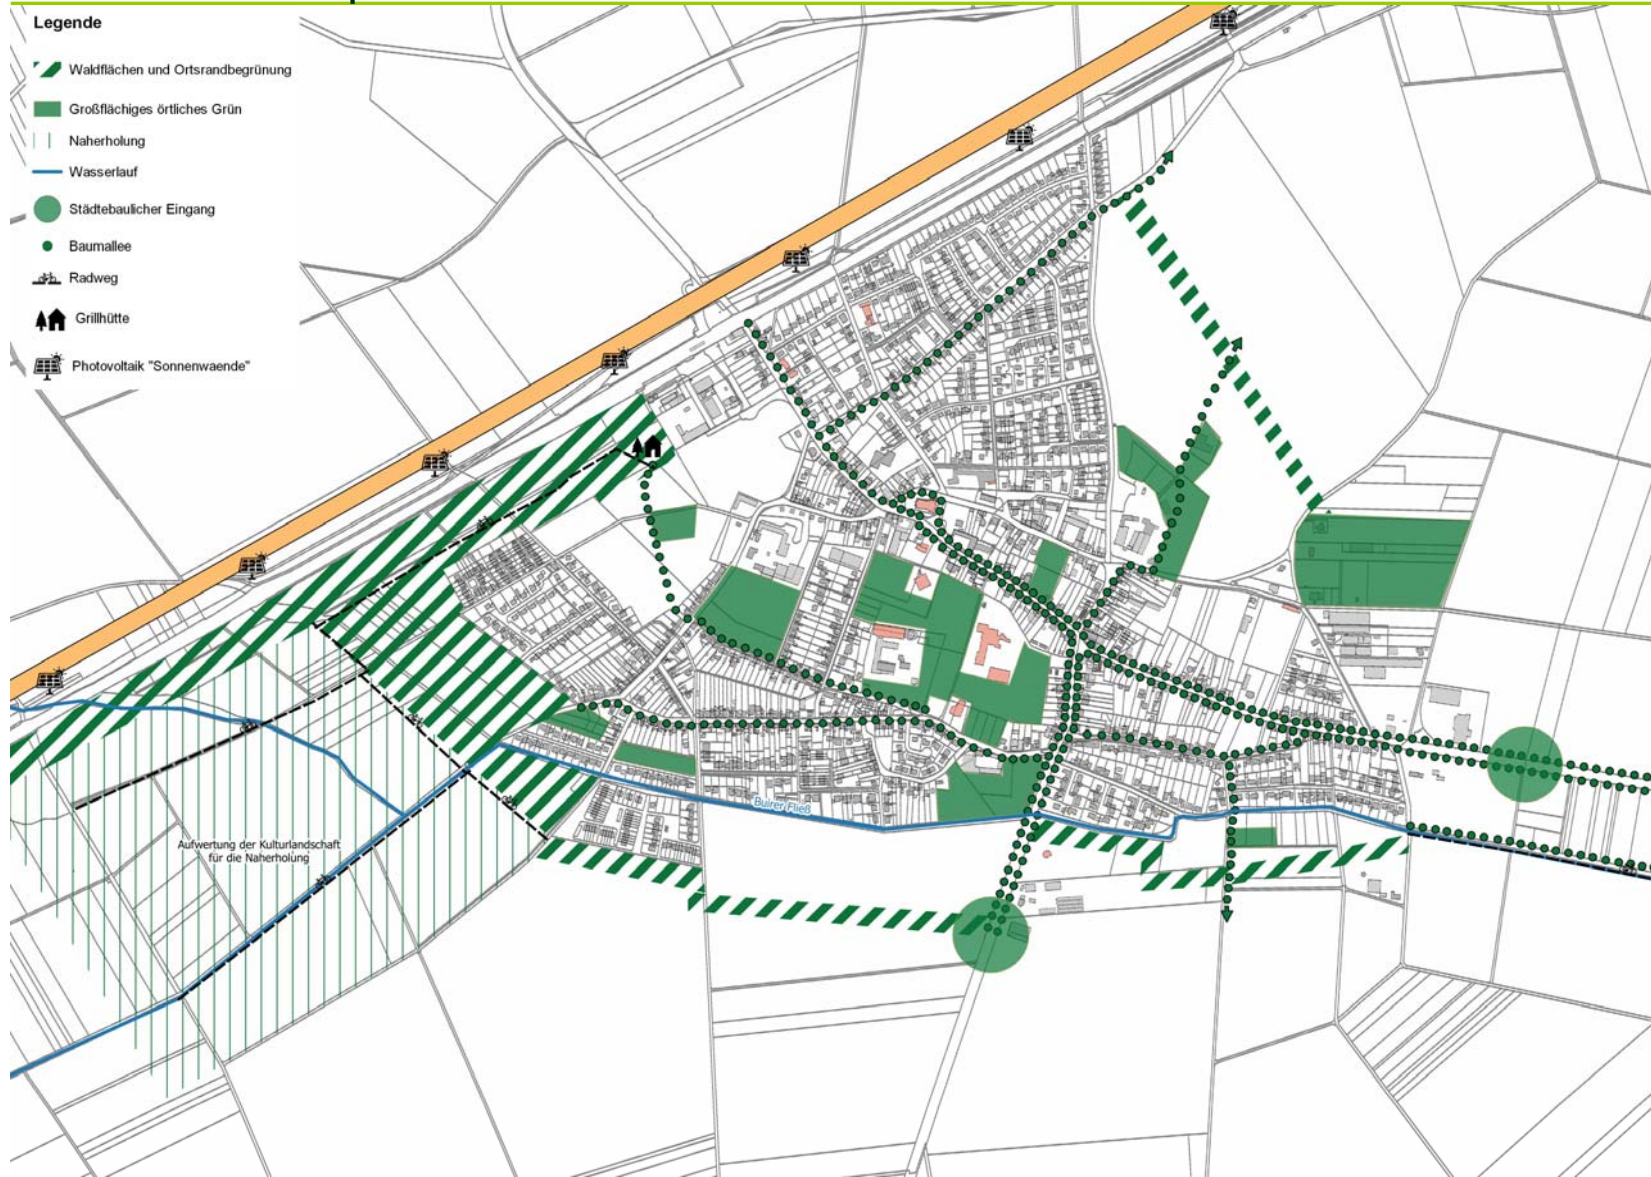 Legende
Waldflächen und Ortsrandbegrünung
Großflächiges örtliches Grün
Naherholung
Wasserlauf
Städtebaulicher Eingang
Baumallee
Radweg
Grillhütte
Photovoltaik "Sonnenwaende"
Buirer Fließ
Aufwertung der Kulturlandschaft
für die Naherholung